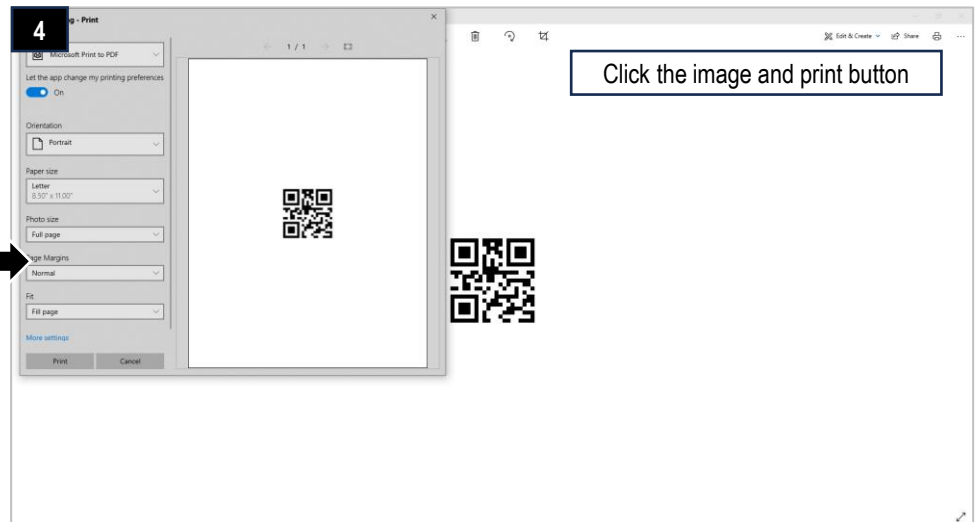 4
g - Print
Microsoft Print to PDF
Let the app change my printing preferences
On
Orientation
Portrait
Paper size
Letter
8.50" x 11.00"
Photo size
Full page
age Margins
Normal
Fit
Fill page
More settings
Print Cancel
1 / 1
Edit & Create Share
Click the image and print button